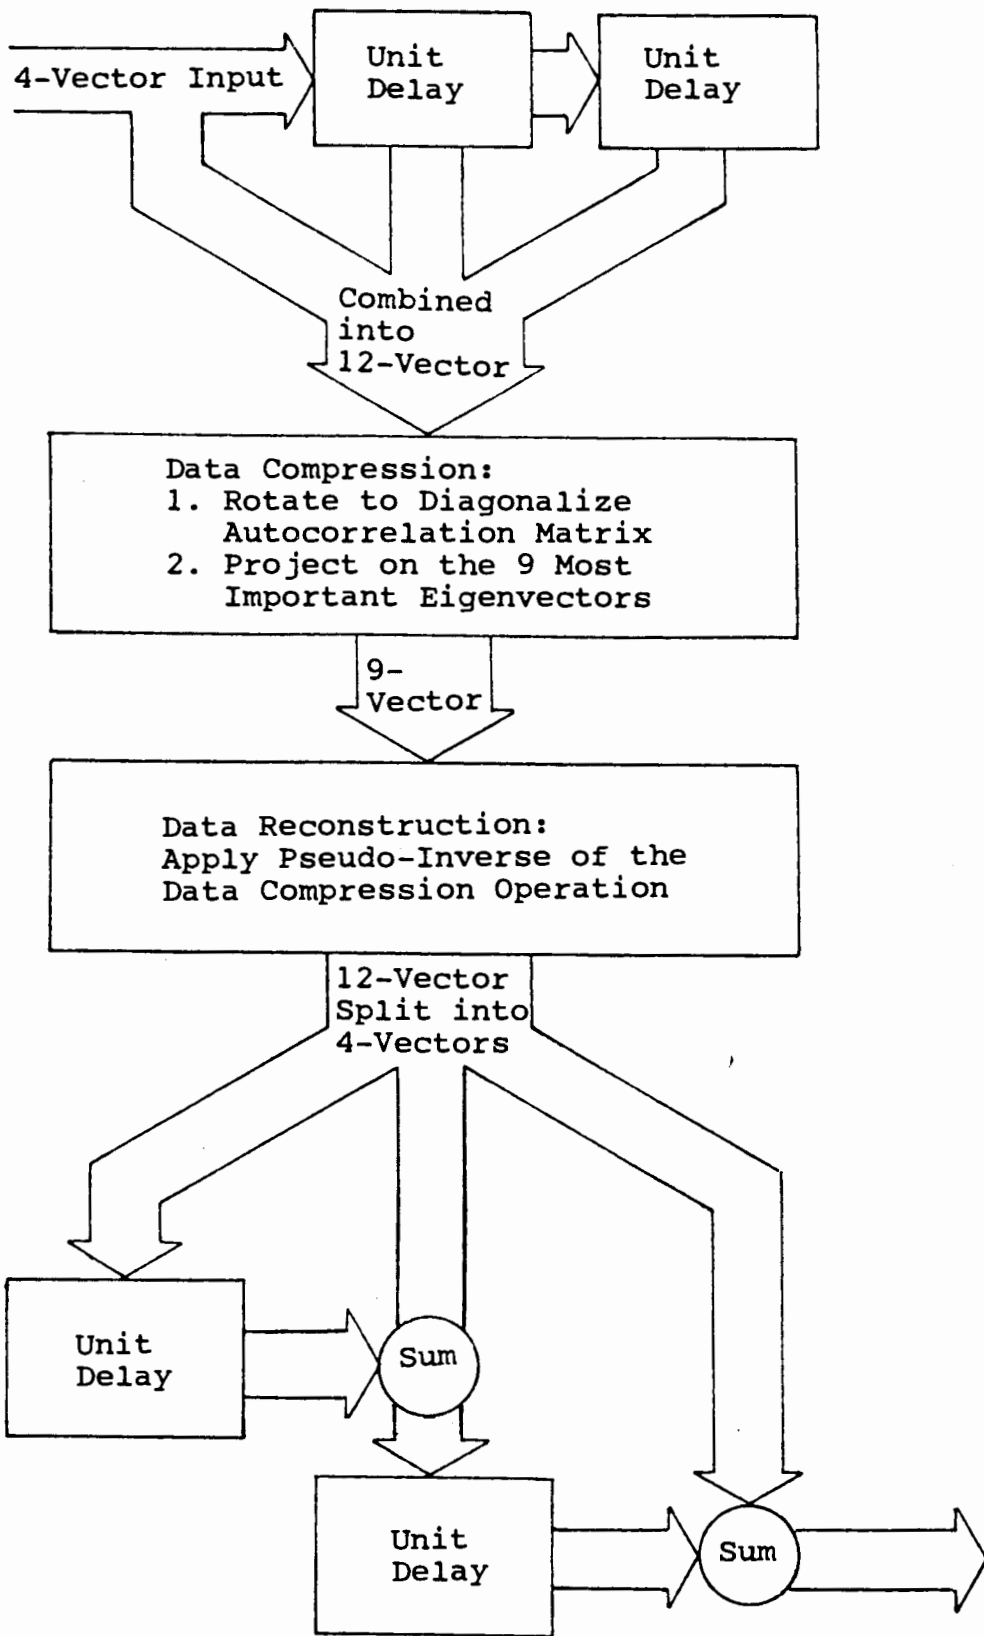 4-Vector Input
Unit
Delay
Unit
Delay
Combined
into
12-Vector
Data Compression:
1. Rotate to Diagonalize
Autocorrelation Matrix
2. Project on the 9 Most
Important Eigenvectors
9-
Vector
Data Reconstruction:
Apply Pseudo-Inverse of the
Data Compression Operation
12-Vector
Split into
4-Vectors
Unit
Delay
Sum
Unit
Delay
Sum